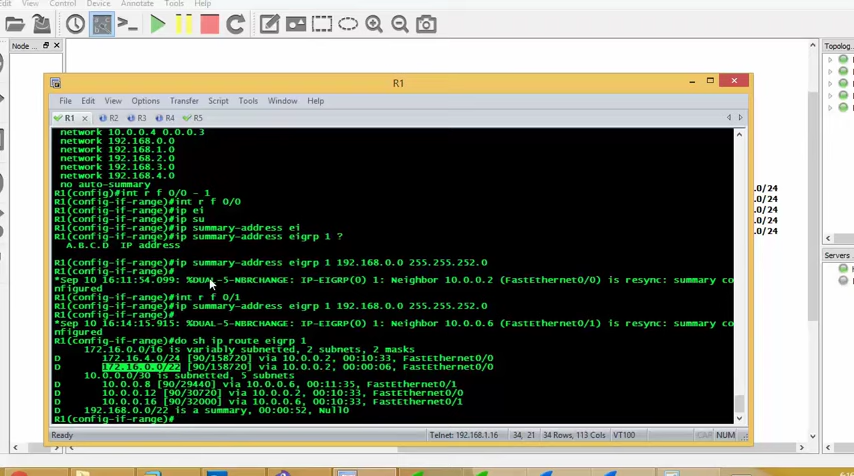 Edit View Control Device Annotate Tools Help
Node ...
Topolog
R1
File Edit View Options Transfer Script Tools Window Help
R1 R2 R3 R4 R5
network 10.0.0.4 0.0.0.3
network 192.168.0.0
network 192.168.1.0
network 192.168.2.0
network 192.168.3.0
network 192.168.4.0
no auto-summary
R1(config)#int r f 0/0 - 1
R1(config-if-range)#int r f 0/0
R1(config-if-range)#ip ei
R1(config-if-range)#ip su
R1(config-if-range)#ip summary-address ei
R1(config-if-range)#ip summary-address eigrp 1 ?
A.B.C.D IP address
R1(config-if-range)#ip summary-address eigrp 1 192.168.0.0 255.255.252.0
R1(config-if-range)#
*Sep 10 16:11:54.099: %DUAL-5-NBRCHANGE: IP-EIGRP(0) 1: Neighbor 10.0.0.2 (FastEthernet0/0) is resync: summary co
nfigured
R1(config-if-range)#int r f 0/1
R1(config-if-range)#ip summary-address eigrp 1 192.168.0.0 255.255.252.0
R1(config-if-range)#
*Sep 10 16:14:15.915: %DUAL-5-NBRCHANGE: IP-EIGRP(0) 1: Neighbor 10.0.0.6 (FastEthernet0/1) is resync: summary co
nfigured
R1(config-if-range)#do sh ip route eigrp 1
172.16.0.0/16 is variably subnetted, 2 subnets, 2 masks
D 172.16.4.0/24 [90/158720] via 10.0.0.2, 00:10:33, FastEthernet0/0
D 172.16.0.0/22 [90/158720] via 10.0.0.2, 00:00:06, FastEthernet0/0
10.0.0.0/30 is subnetted, 5 subnets
D 10.0.0.8 [90/29440] via 10.0.0.6, 00:11:35, FastEthernet0/1
D 10.0.0.12 [90/30720] via 10.0.0.2, 00:10:33, FastEthernet0/0
D 10.0.0.16 [90/32000] via 10.0.0.6, 00:10:33, FastEthernet0/1
D 192.168.0.0/22 is a summary, 00:00:52, Null0
R1(config-if-range)#
.0/24
.0/24
.0/24
.0/24
.0/24
Servers
Ready Telnet: 192.168.1.16 34, 21 34 Rows, 113 Cols VT100 CAP NUM